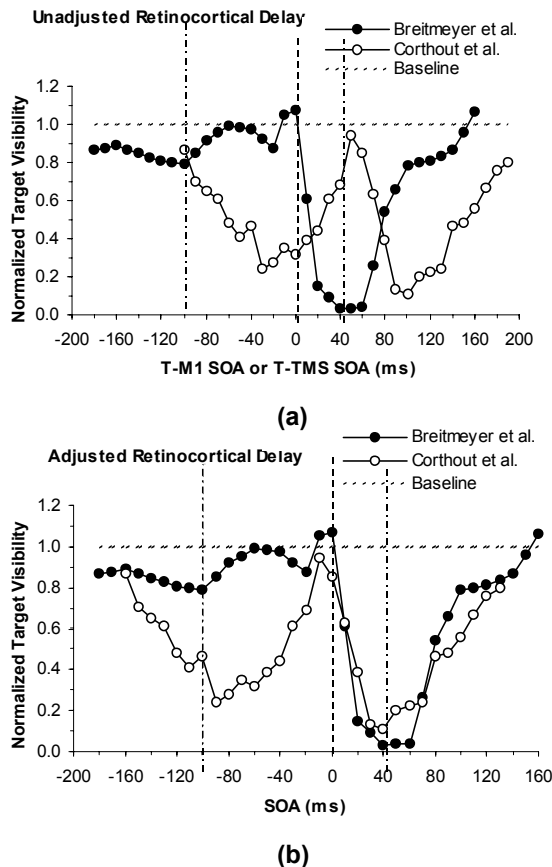 Unadjusted Retinocortical Delay
Breitmeyer et al.
Corthout et al.
Baseline
Normalized Target Visibility
1.2
1.0
0.8
0.6
0.4
0.2
0.0
-200 -160 -120 -80 -40 0 40 80 120 160 200
T-M1 SOA or T-TMS SOA (ms)
(a)
Adjusted Retinocortical Delay
Breitmeyer et al.
Corthout et al.
Baseline
Normalized Target Visibility
1.2
1.0
0.8
0.6
0.4
0.2
0.0
-200 -160 -120 -80 -40 0 40 80 120 160
SOA (ms)
(b)